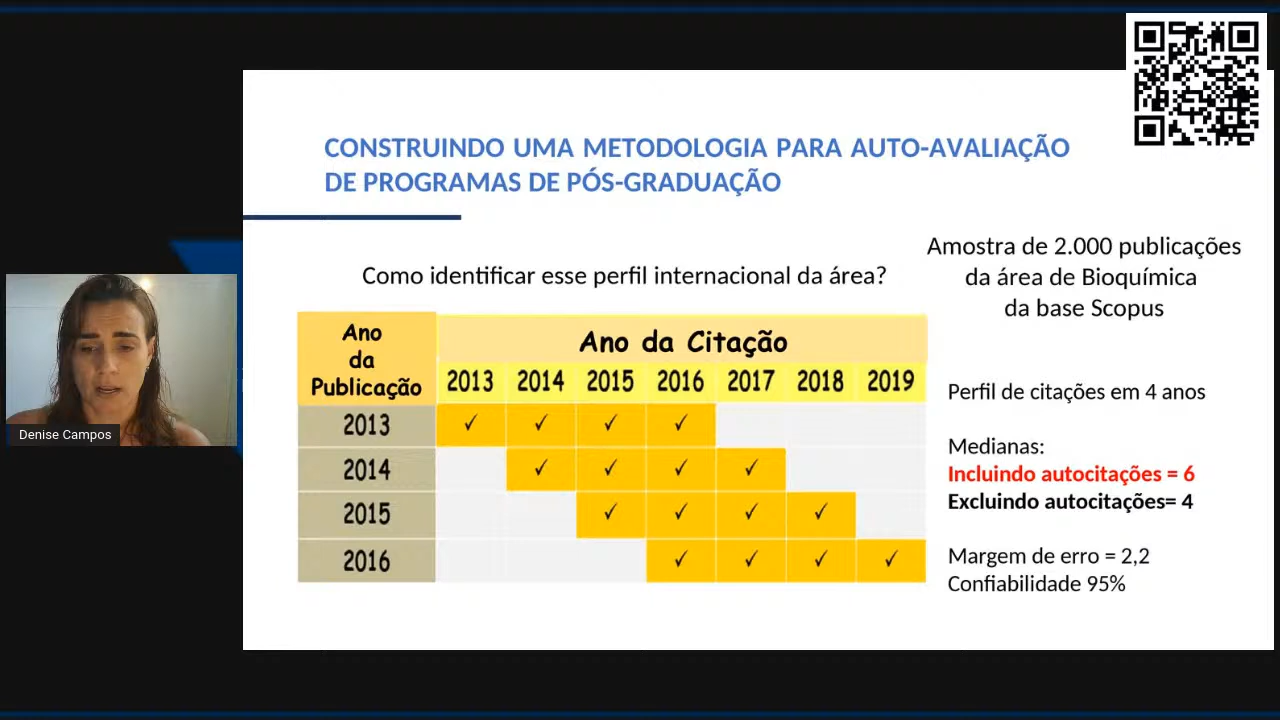 CONSTRUINDO UMA METODOLOGIA PARA AUTO-AVALIAÇÃO
DE PROGRAMAS DE PÓS-GRADUAÇÃO
Como identificar esse perfil internacional da área?
Amostra de 2.000 publicações
da área de Bioquímica
da base Scopus
Ano
da
Publicação
Ano da Citação
2013 2014 2015 2016 2017 2018 2019
2013 ✓ ✓ ✓ ✓
2014 ✓ ✓ ✓ ✓
2015 ✓ ✓ ✓ ✓
2016 ✓ ✓ ✓ ✓
Perfil de citações em 4 anos
Medianas:
Incluindo autocitações = 6
Excluindo autocitações= 4
Margem de erro = 2,2
Confiabilidade 95%
Denise Campos